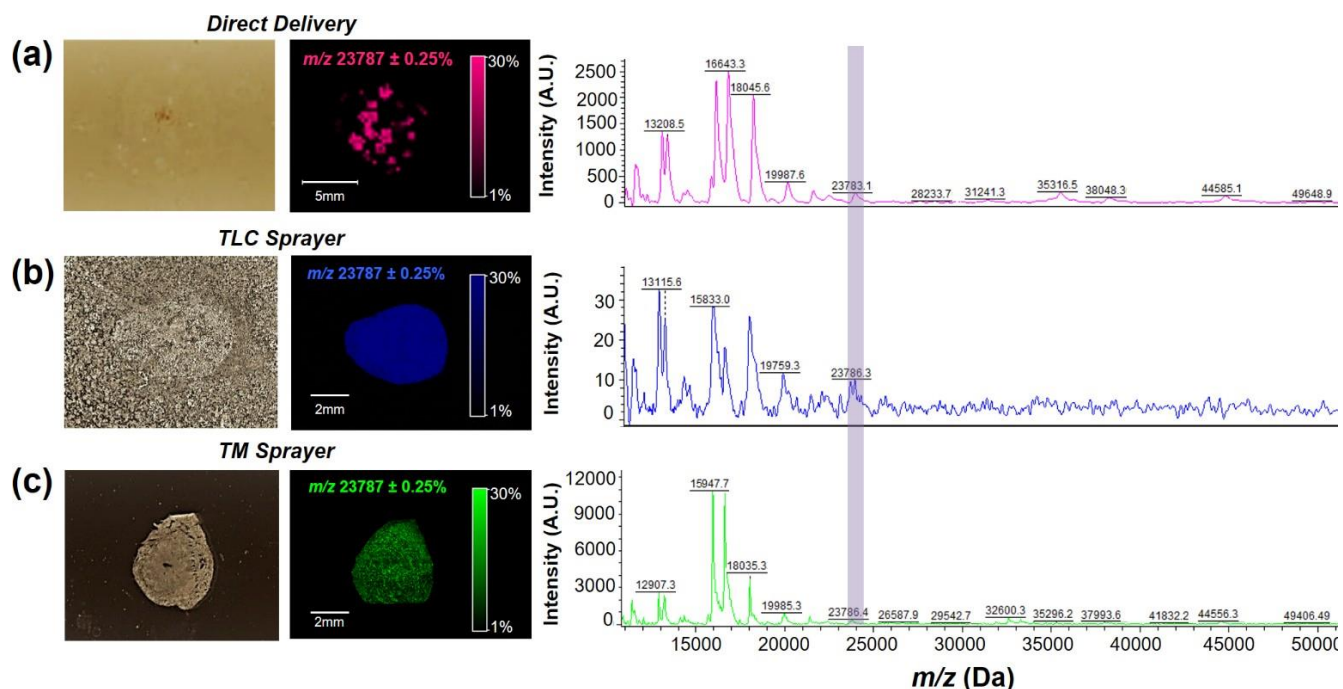 Direct Delivery
(a)
m/z 23787 ± 0.25%
30%
1%
5mm
Intensity (A.U.)
2500
2000
1500
1000
500
0
13208.5
16643.3
18045.6
19987.6
23783.1
28233.7
31241.3
35316.5
38048.3
44585.1
49648.9
TLC Sprayer
(b)
m/z 23787 ± 0.25%
30%
1%
2mm
Intensity (A.U.)
30
20
10
0
13115.6
15833.0
19759.3
23786.3
TM Sprayer
(c)
m/z 23787 ± 0.25%
30%
1%
2mm
Intensity (A.U.)
12000
9000
6000
3000
0
12907.3
15947.7
18035.3
19985.3
23786.4
26587.9
29542.7
32600.3
35296.2
37993.6
41832.2
44556.3
49406.49
15000 20000 25000 30000 35000 40000 45000 50000
m/z (Da)